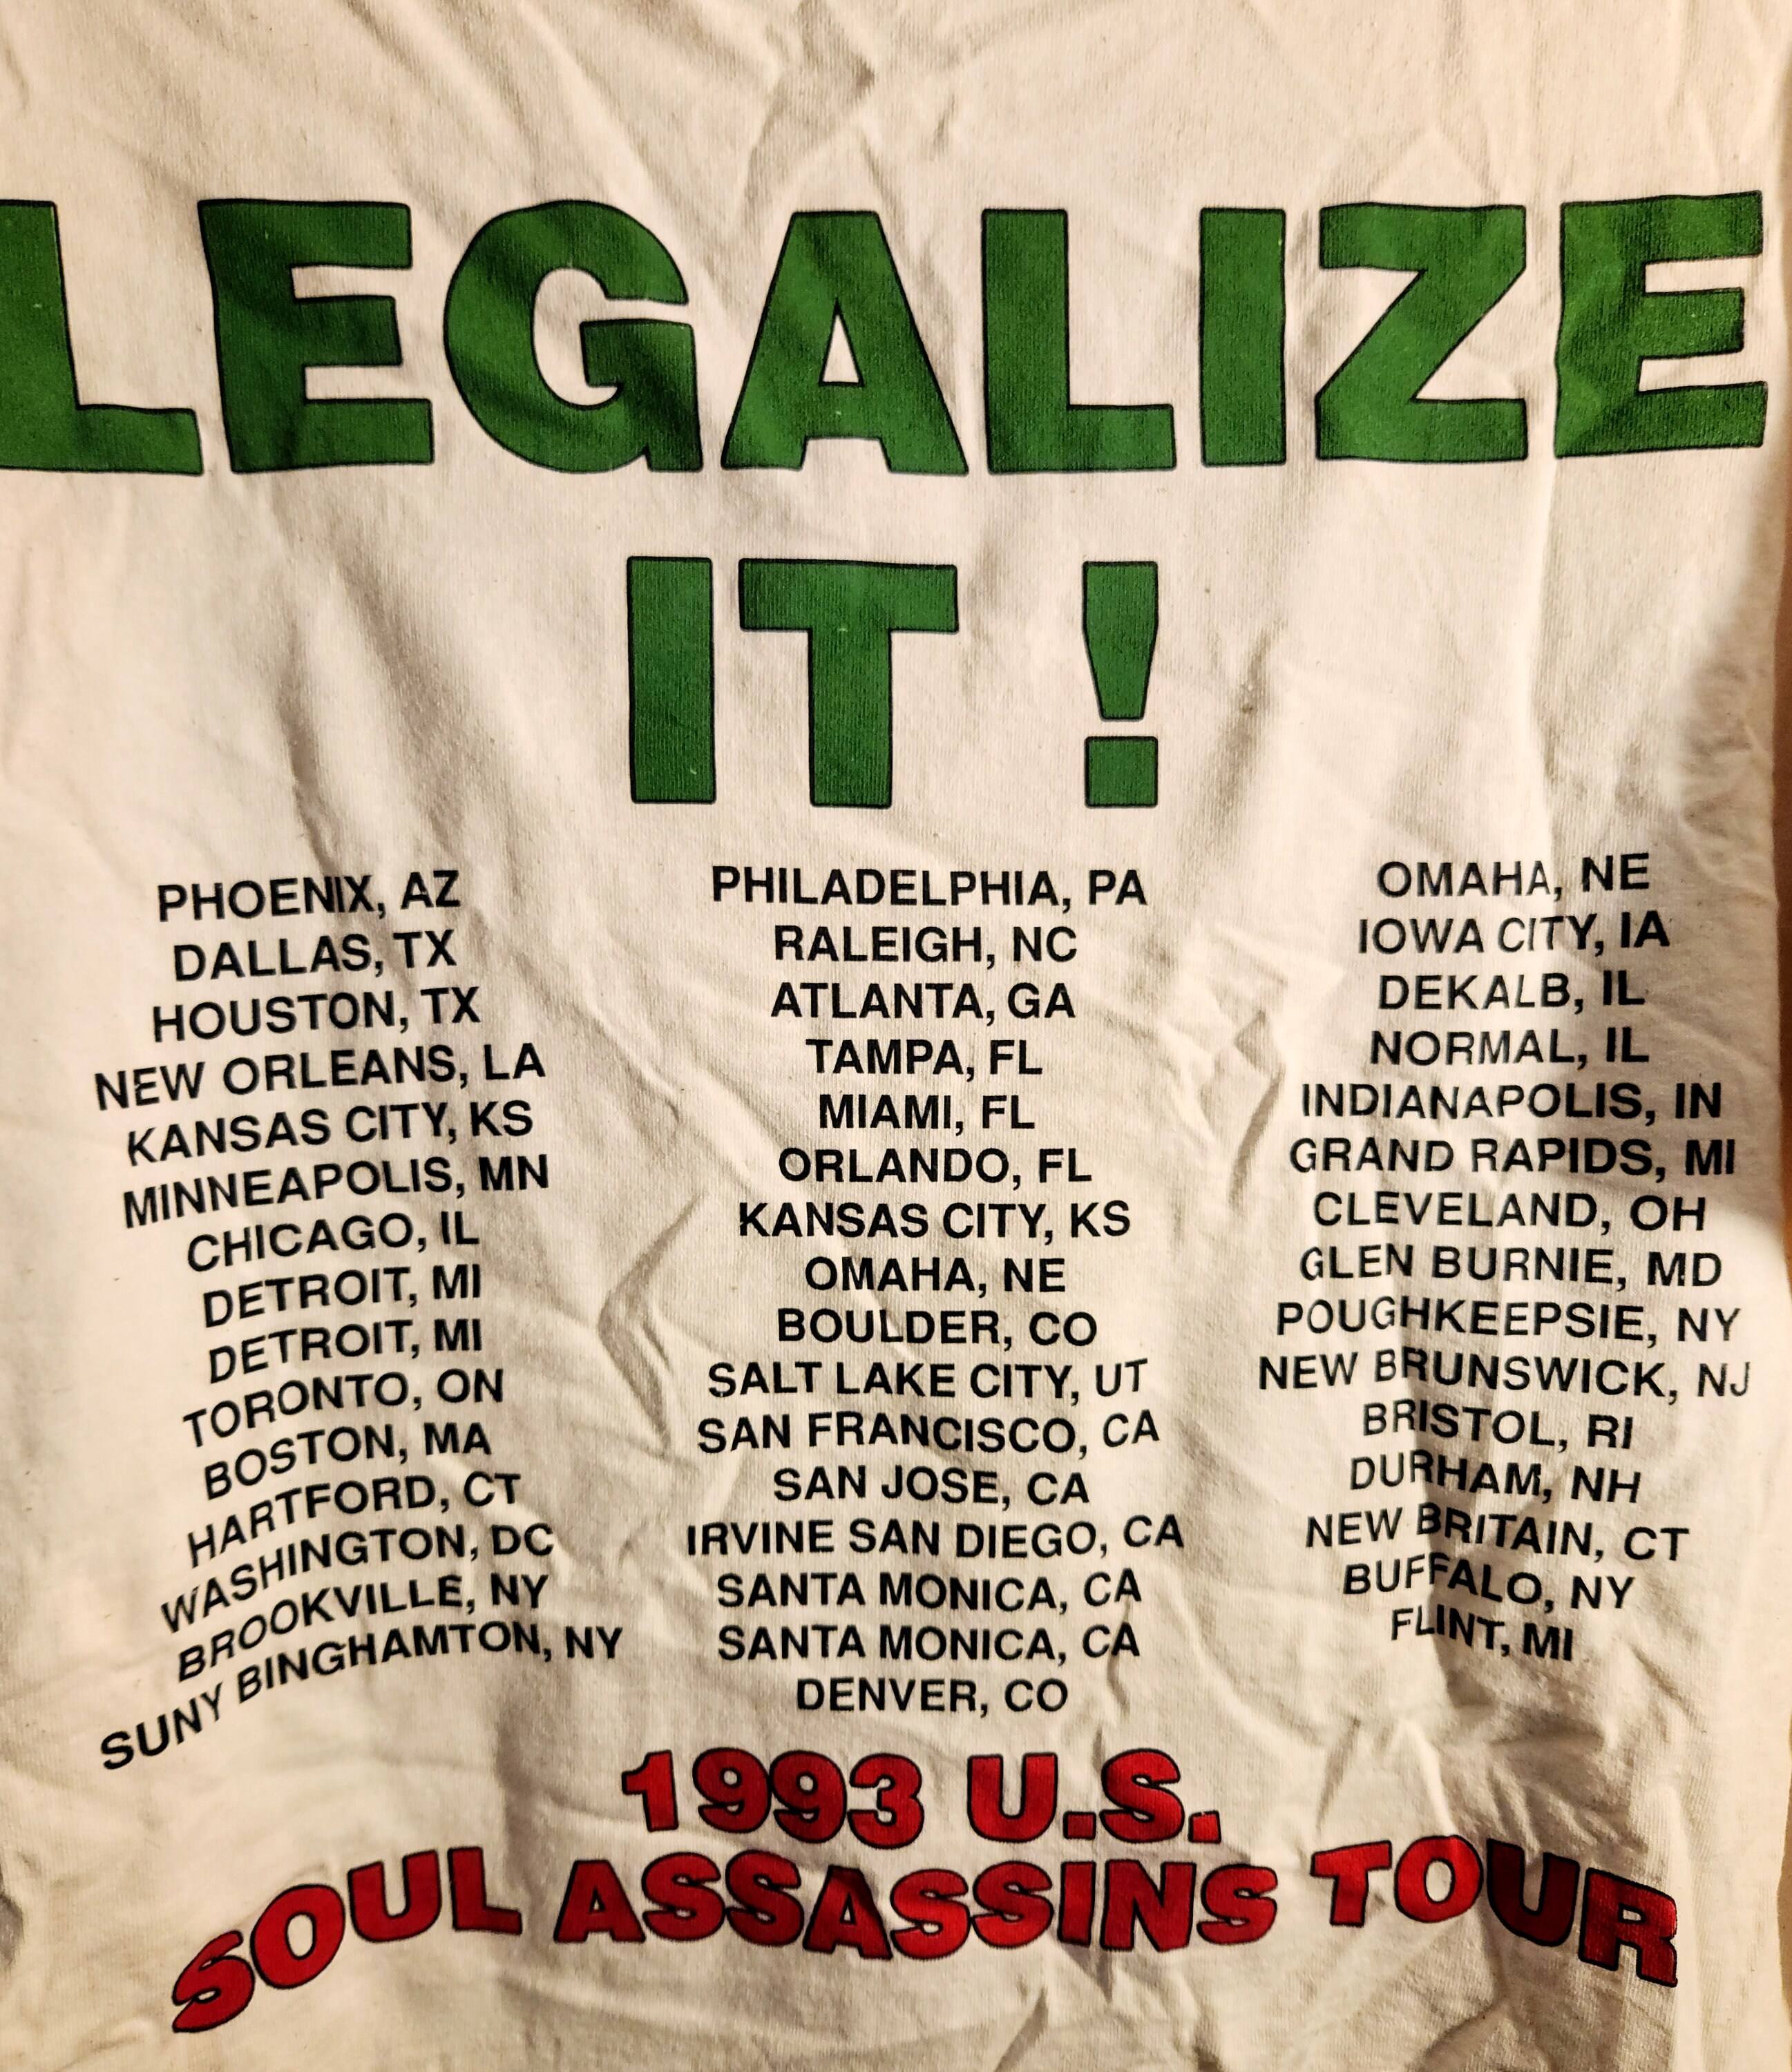 LEGALIZE
IT !
PHOENIX, AZ
DALLAS, TX
HOUSTON, TX
NEW ORLEANS, LA
KANSAS CITY, KS
MINNEAPOLIS, MN
CHICAGO, IL
DETROIT, MI
DETROIT, MI
TORONTO, ON
BOSTON, MA
HARTFORD, CT
WASHINGTON, DC
BROOKVILLE, NY
SUNY BINGHAMTON, NY
PHILADELPHIA, PA
RALEIGH, NC
ATLANTA, GA
TAMPA, FL
MIAMI, FL
ORLANDO, FL
KANSAS CITY, KS
OMAHA, NE
BOULDER, CO
SALT LAKE CITY, UT
SAN FRANCISCO, CA
SAN JOSE, CA
IRVINE SAN DIEGO, CA
SANTA MONICA, CA
SANTA MONICA, CA
DENVER, CO
OMAHA, NE
IOWA CITY, IA
DEKALB, IL
NORMAL, IL
INDIANAPOLIS, IN
GRAND RAPIDS, MI
CLEVELAND, OH
GLEN BURNIE, MD
POUGHKEEPSIE, NY
NEW BRUNSWICK, NJ
BRISTOL, RI
DURHAM, NH
NEW BRITAIN, CT
BUFFALO, NY
FLINT, MI
1993 U.S.
SOUL ASSASSINS TOUR